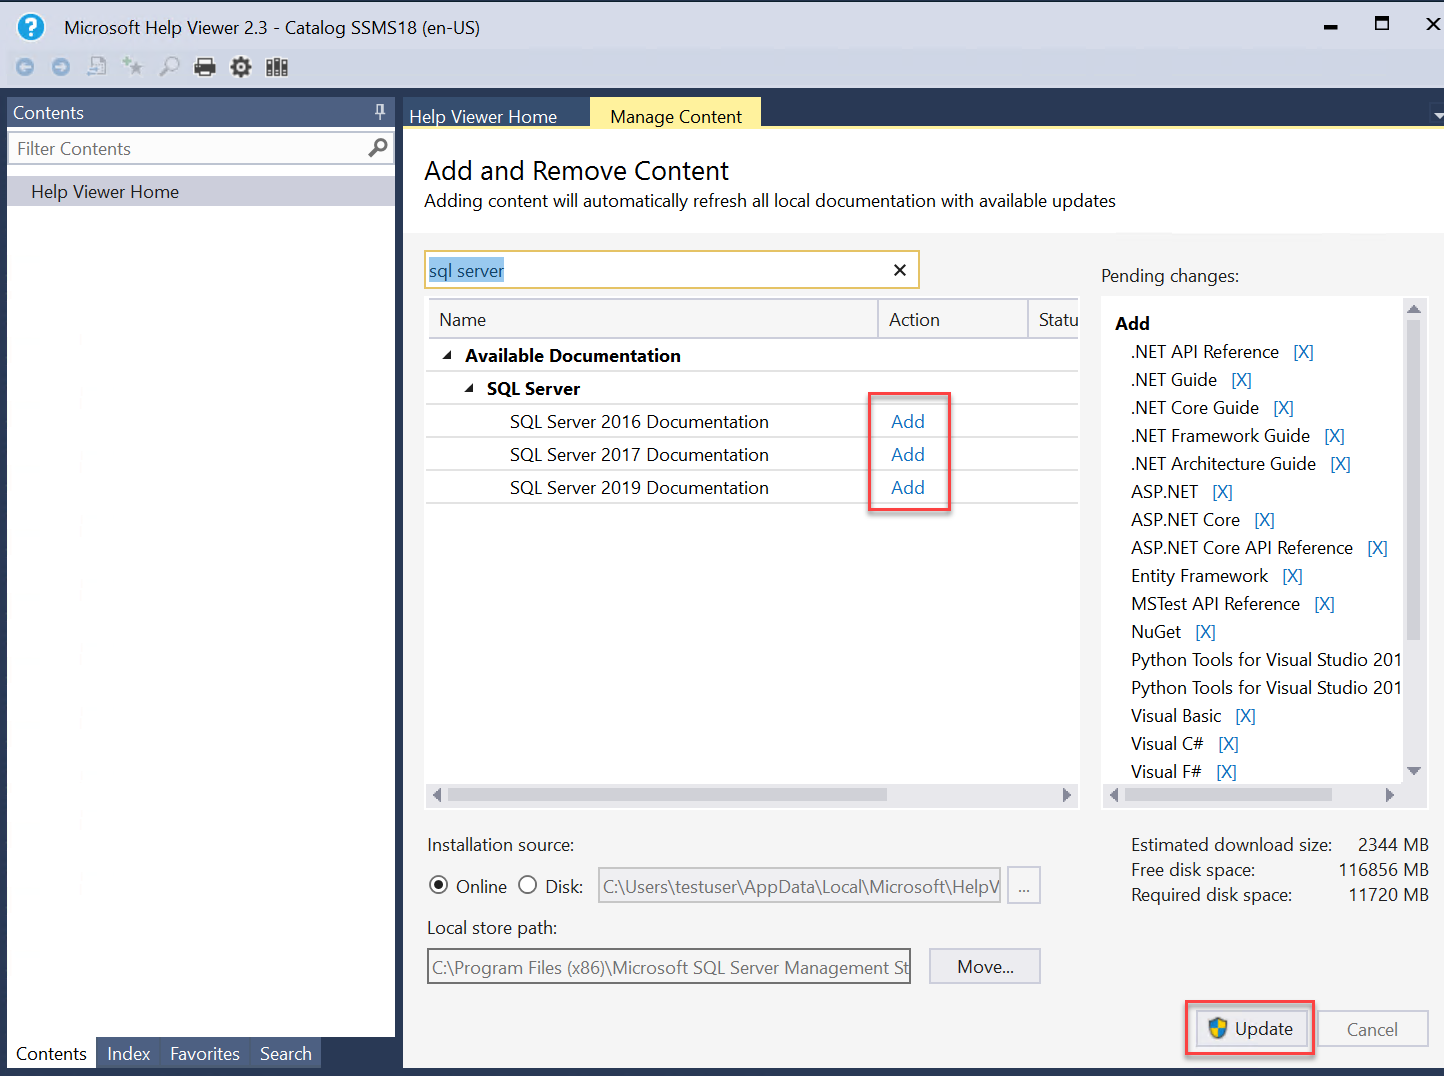 Microsoft Help Viewer 2.3 - Catalog SSMS18 (en-US)
Contents
Filter Contents
Help Viewer Home
Help Viewer Home
Manage Content
Add and Remove Content
Adding content will automatically refresh all local documentation with available updates
sql server
Name Action Statu
Available Documentation
SQL Server
SQL Server 2016 Documentation Add
SQL Server 2017 Documentation Add
SQL Server 2019 Documentation Add
Pending changes:
Add
.NET API Reference [X]
.NET Guide [X]
.NET Core Guide [X]
.NET Framework Guide [X]
.NET Architecture Guide [X]
ASP.NET [X]
ASP.NET Core [X]
ASP.NET Core API Reference [X]
Entity Framework [X]
MSTest API Reference [X]
NuGet [X]
Python Tools for Visual Studio 201
Python Tools for Visual Studio 201
Visual Basic [X]
Visual C# [X]
Visual F# [X]
Installation source:
Online Disk: C:\Users\testuser\AppData\Local\Microsoft\HelpV ...
Local store path:
C:\Program Files (x86)\Microsoft SQL Server Management St Move...
Estimated download size: 2344 MB
Free disk space: 116856 MB
Required disk space: 11720 MB
Update Cancel
Contents Index Favorites Search